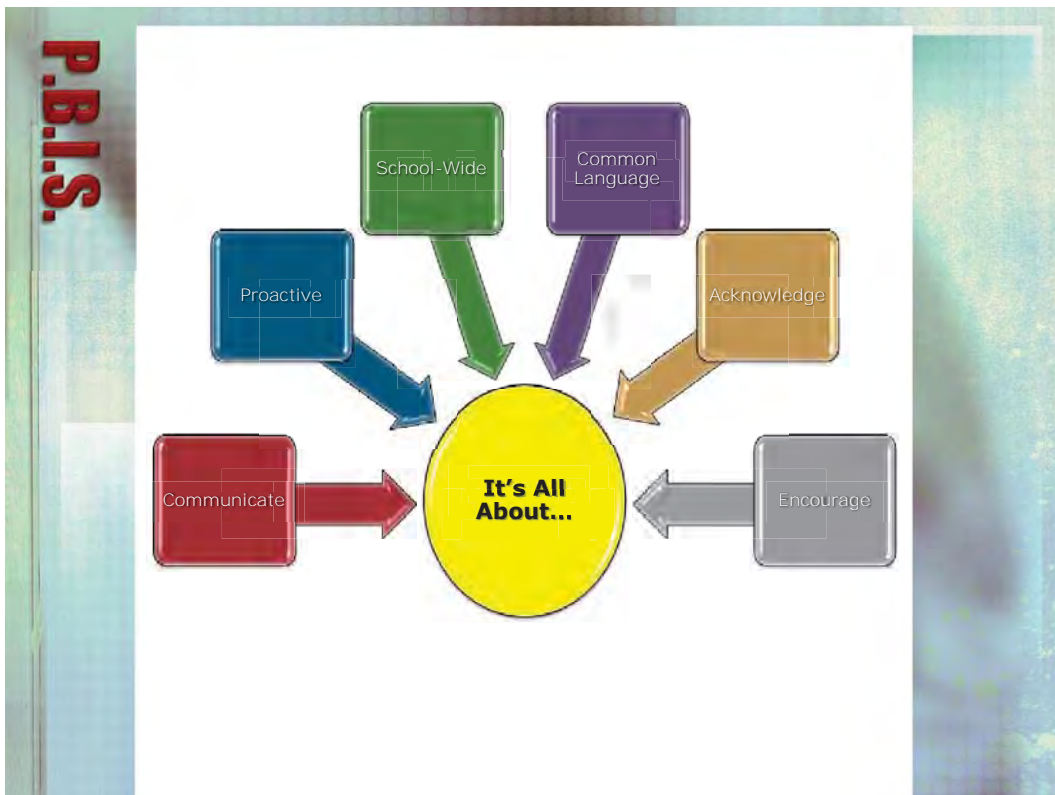 P.B.I.S.
School-Wide
Common
Language
Proactive
Acknowledge
Communicate
It's All
About...
Encourage